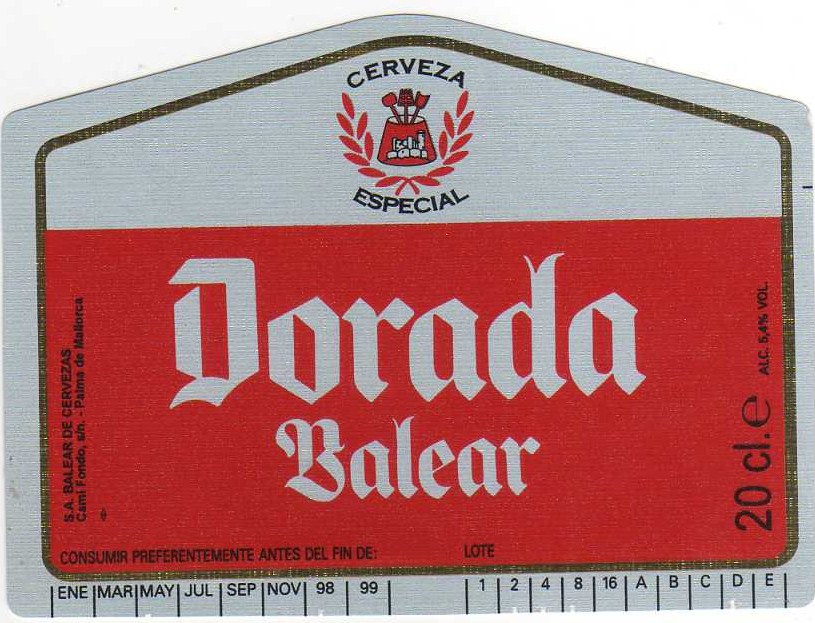 CERVEZA
ESPECIAL
Dorada
Balear
S.A. BALEAR DE CERVEZAS
Camí Fondo, s/n. - Palma de Mallorca
20 cl. e ALC. 5,4% VOL.
CONSUMIR PREFERENTEMENTE ANTES DEL FIN DE: LOTE
ENE MAR MAY JUL SEP NOV 98 99 1 2 4 8 16 A B C D E